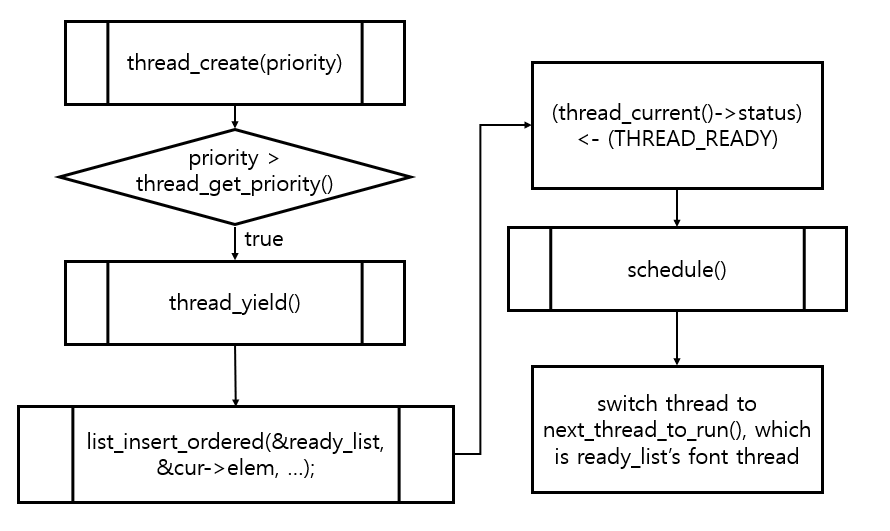 thread_create(priority)
priority >
thread_get_priority()
true
thread_yield()
list_insert_ordered(&ready_list,
&cur->elem, ...);
(thread_current()->status)
<- (THREAD_READY)
schedule()
switch thread to
next_thread_to_run(), which
is ready_list's font thread